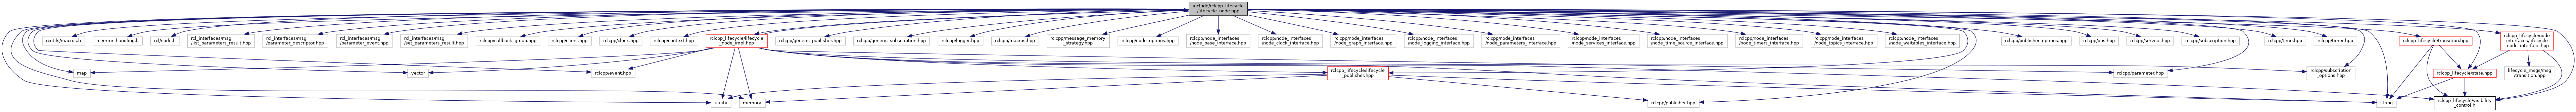 include/rclcpp_lifecycle
/lifecycle_node.hpp
rcutils/macros.h
rcl/error_handling.h
rcl/node.h
rcl_interfaces/msg
/list_parameters_result.hpp
rcl_interfaces/msg
/parameter_descriptor.hpp
rcl_interfaces/msg
/parameter_event.hpp
rcl_interfaces/msg
/set_parameters_result.hpp
rclcpp/callback_group.hpp
rclcpp/client.hpp
rclcpp/clock.hpp
rclcpp/context.hpp
rclcpp_lifecycle/lifecycle
_node_impl.hpp
rclcpp/generic_publisher.hpp
rclcpp/generic_subscription.hpp
rclcpp/logger.hpp
rclcpp/macros.hpp
rclcpp/message_memory
_strategy.hpp
rclcpp/node_options.hpp
rclcpp/node_interfaces
/node_base_interface.hpp
rclcpp/node_interfaces
/node_clock_interface.hpp
rclcpp/node_interfaces
/node_graph_interface.hpp
rclcpp/node_interfaces
/node_logging_interface.hpp
rclcpp/node_interfaces
/node_parameters_interface.hpp
rclcpp/node_interfaces
/node_services_interface.hpp
rclcpp/node_interfaces
/node_time_source_interface.hpp
rclcpp/node_interfaces
/node_timers_interface.hpp
rclcpp/node_interfaces
/node_topics_interface.hpp
rclcpp/node_interfaces
/node_waitables_interface.hpp
rclcpp/publisher_options.hpp
rclcpp/qos.hpp
rclcpp/service.hpp
rclcpp/subscription.hpp
rclcpp/time.hpp
rclcpp/timer.hpp
rclcpp_lifecycle/transition.hpp
rclcpp_lifecycle/node
_interfaces/lifecycle
_node_interface.hpp
map
vector
rclcpp/event.hpp
rclcpp_lifecycle/lifecycle
_publisher.hpp
rclcpp/parameter.hpp
rclcpp/subscription
_options.hpp
rclcpp_lifecycle/state.hpp
lifecycle_msgs/msg
/transition.hpp
utility
memory
rclcpp/publisher.hpp
string
rclcpp_lifecycle/visibility
_control.h